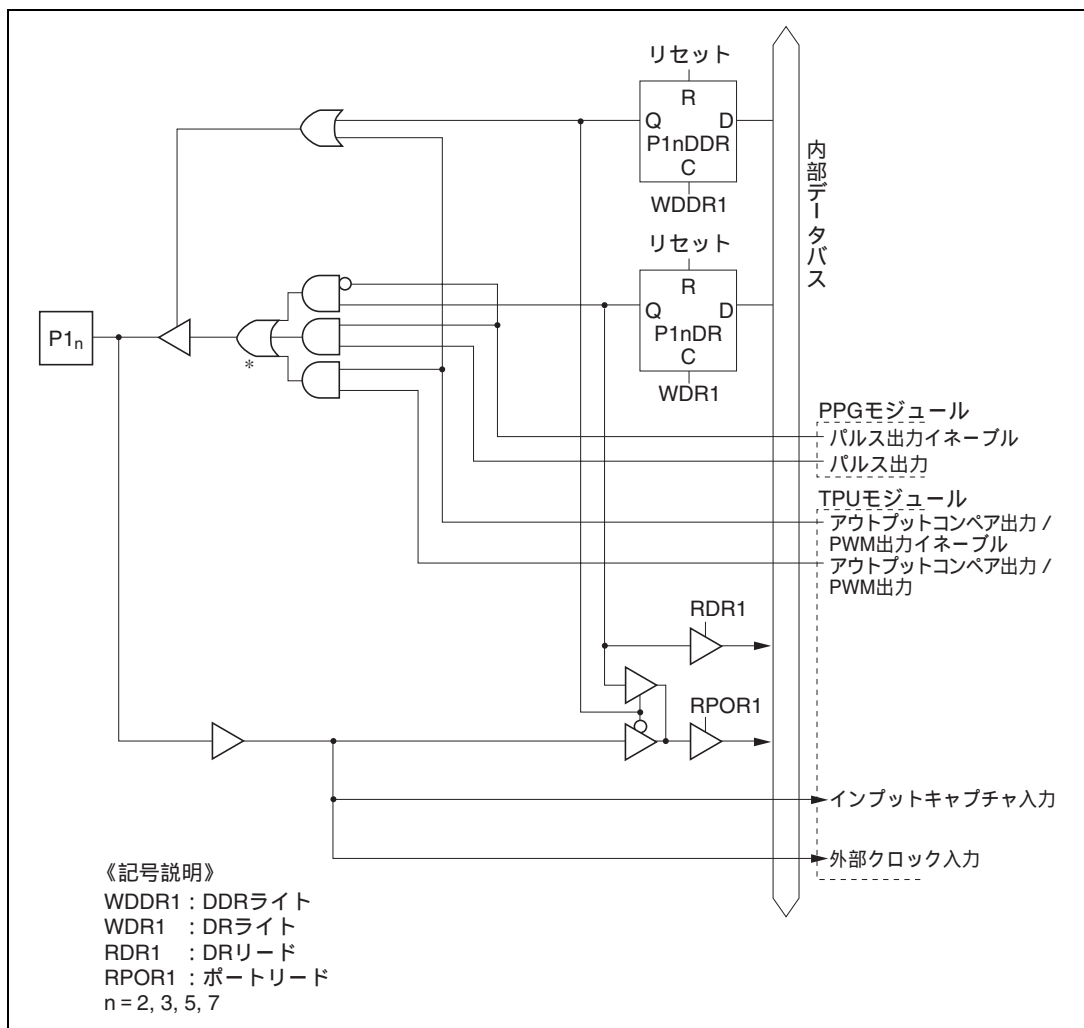 リセット
R
Q D
P1nDDR
C
WDDR1
内部データバス
リセット
R
Q D
P1nDR
C
WDR1
P1n
*
PPGモジュール
パルス出力イネーブル
パルス出力
TPUモジュール
アウトプットコンペア出力 /
PWM出力イネーブル
アウトプットコンペア出力 /
PWM出力
RDR1
RPOR1
インプットキャプチャ入力
外部クロック入力
《記号説明》
WDDR1 : DDRライト
WDR1 : DRライト
RDR1 : DRリード
RPOR1 : ポートリード
n = 2, 3, 5, 7